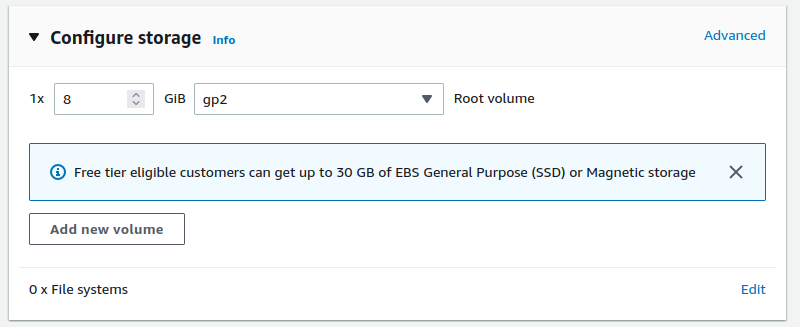 Configure storage Info Advanced
1x 8 GiB gp2 Root volume
Free tier eligible customers can get up to 30 GB of EBS General Purpose (SSD) or Magnetic storage
Add new volume
0 x File systems Edit